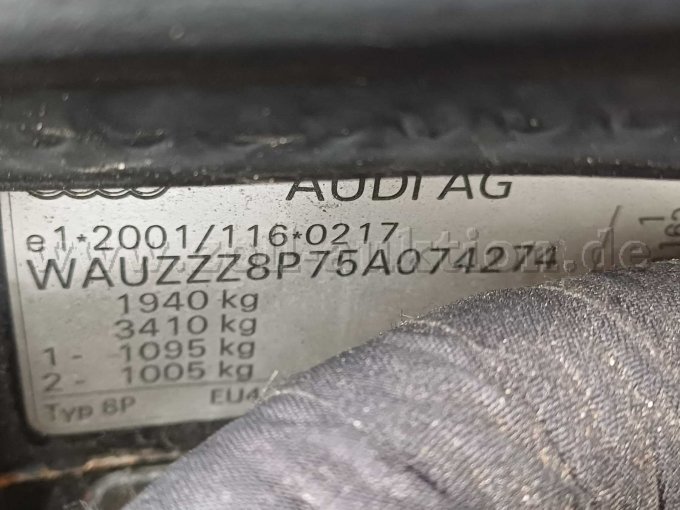 AUDI AG
e1*2001/116*0217
WAUZZZ8P75A074274
1940 kg
3410 kg
1 - 1095 kg
2 - 1005 kg
Typ 8P EU4